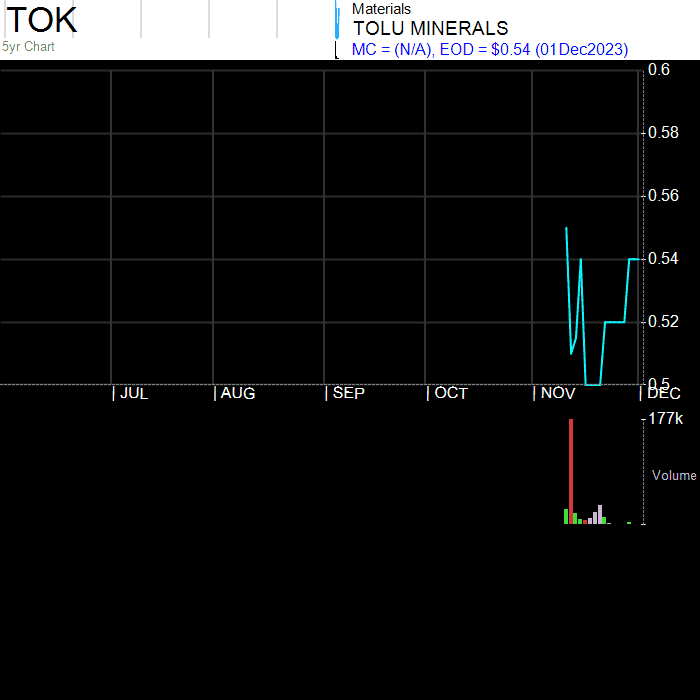 TOK
5yr Chart
Materials
TOLU MINERALS
MC = (N/A), EOD = $0.54 (01Dec2023)
0.6
0.58
0.56
0.54
0.52
0.5
| JUL | AUG | SEP | OCT | NOV | DEC
177k
Volume